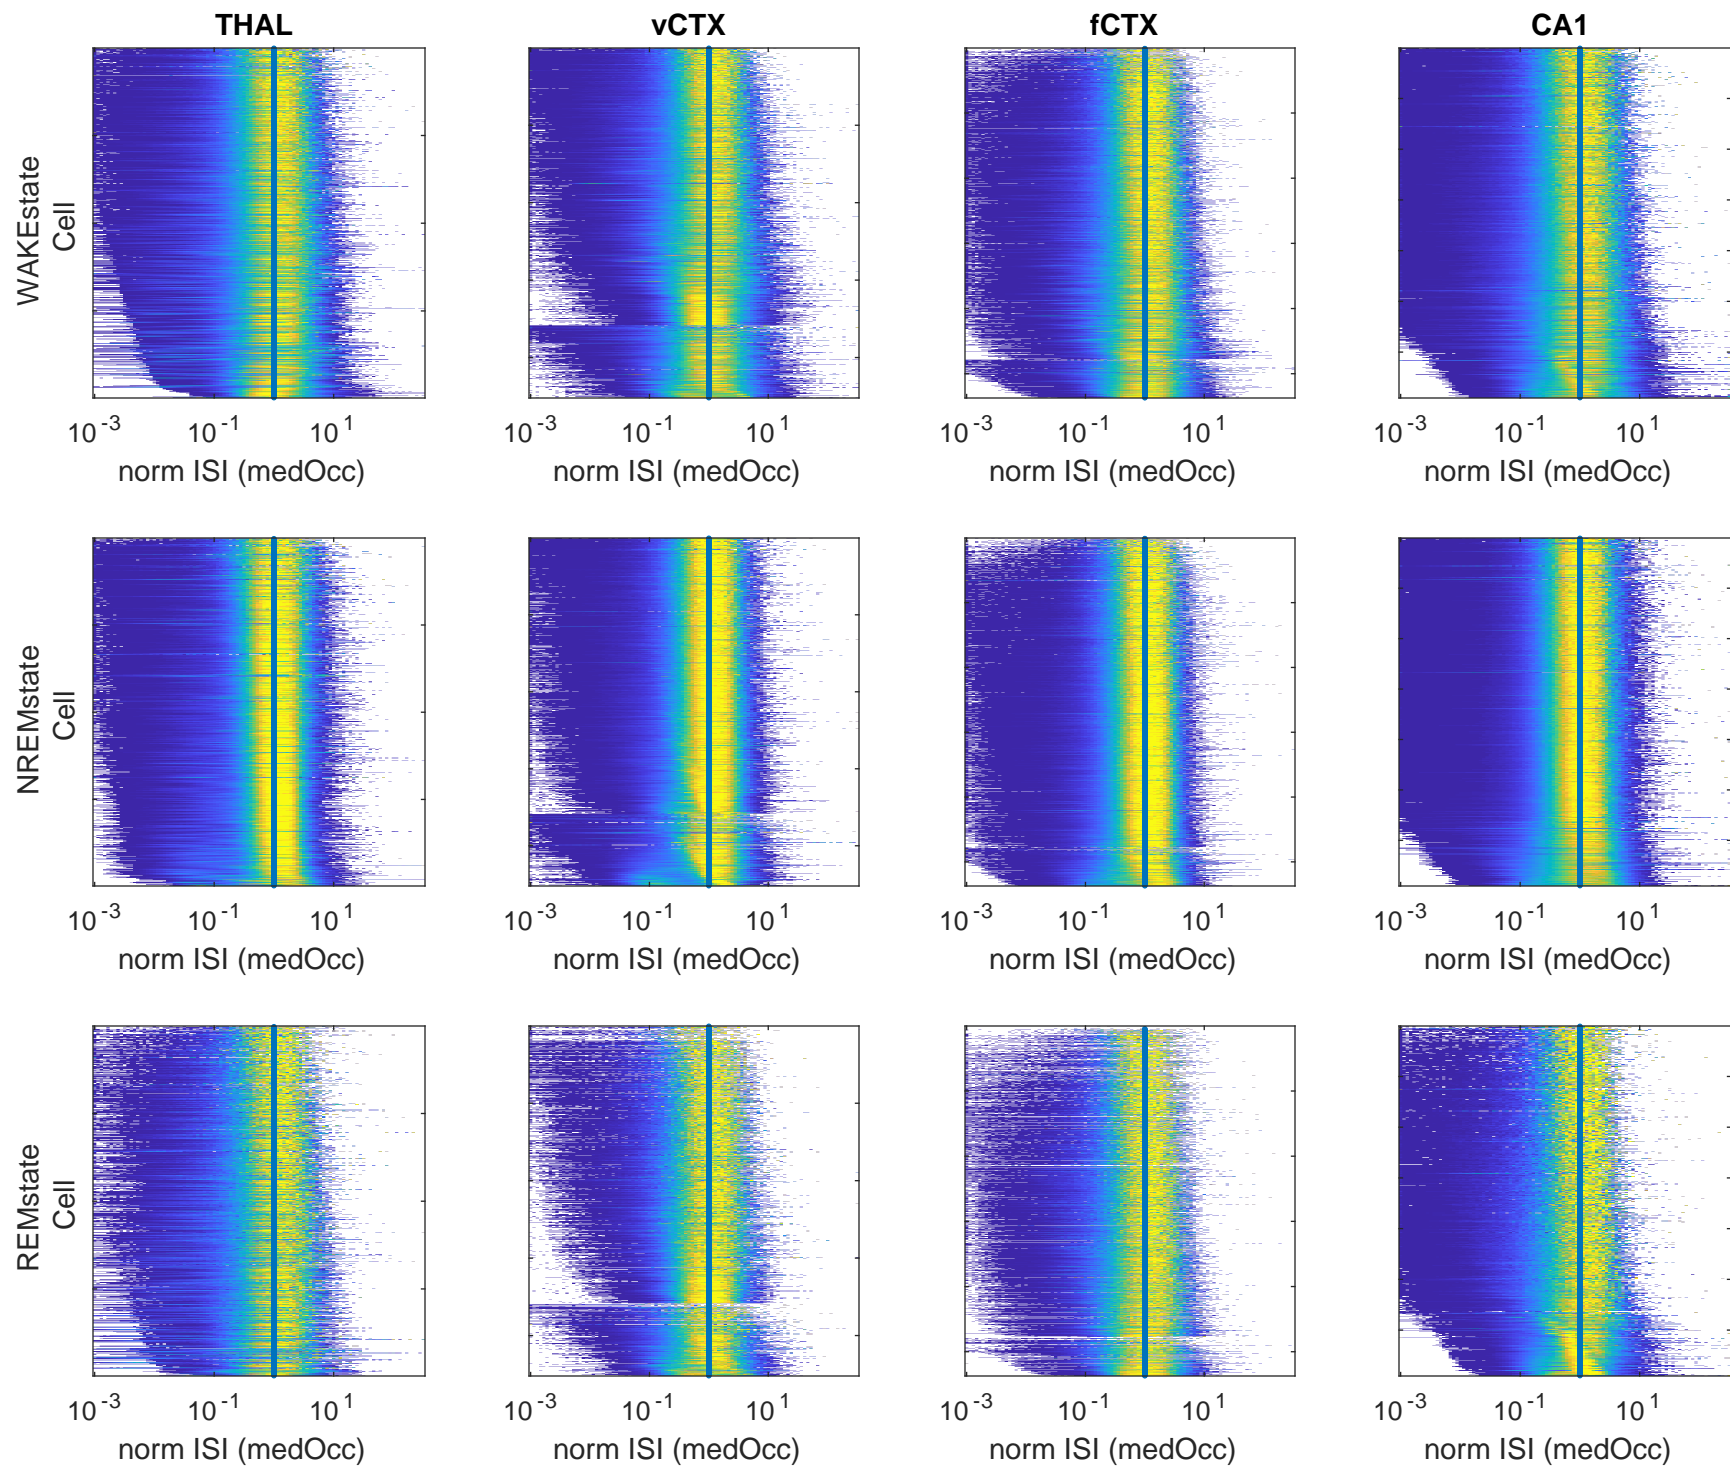 THAL vCTX fCTX CA1
WAKEstate
Cell
10^-3 10^-1 10^1 10^-3 10^-1 10^1 10^-3 10^-1 10^1 10^-3 10^-1 10^1
norm ISI (medOcc) norm ISI (medOcc) norm ISI (medOcc) norm ISI (medOcc)
NREMstate
Cell
10^-3 10^-1 10^1 10^-3 10^-1 10^1 10^-3 10^-1 10^1 10^-3 10^-1 10^1
norm ISI (medOcc) norm ISI (medOcc) norm ISI (medOcc) norm ISI (medOcc)
REMstate
Cell
10^-3 10^-1 10^1 10^-3 10^-1 10^1 10^-3 10^-1 10^1 10^-3 10^-1 10^1
norm ISI (medOcc) norm ISI (medOcc) norm ISI (medOcc) norm ISI (medOcc)